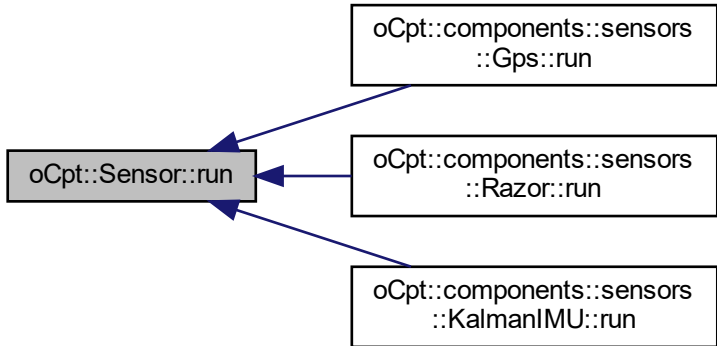 oCpt::components::sensors
::Gps::run
oCpt::Sensor::run
oCpt::components::sensors
::Razor::run
oCpt::components::sensors
::KalmanIMU::run